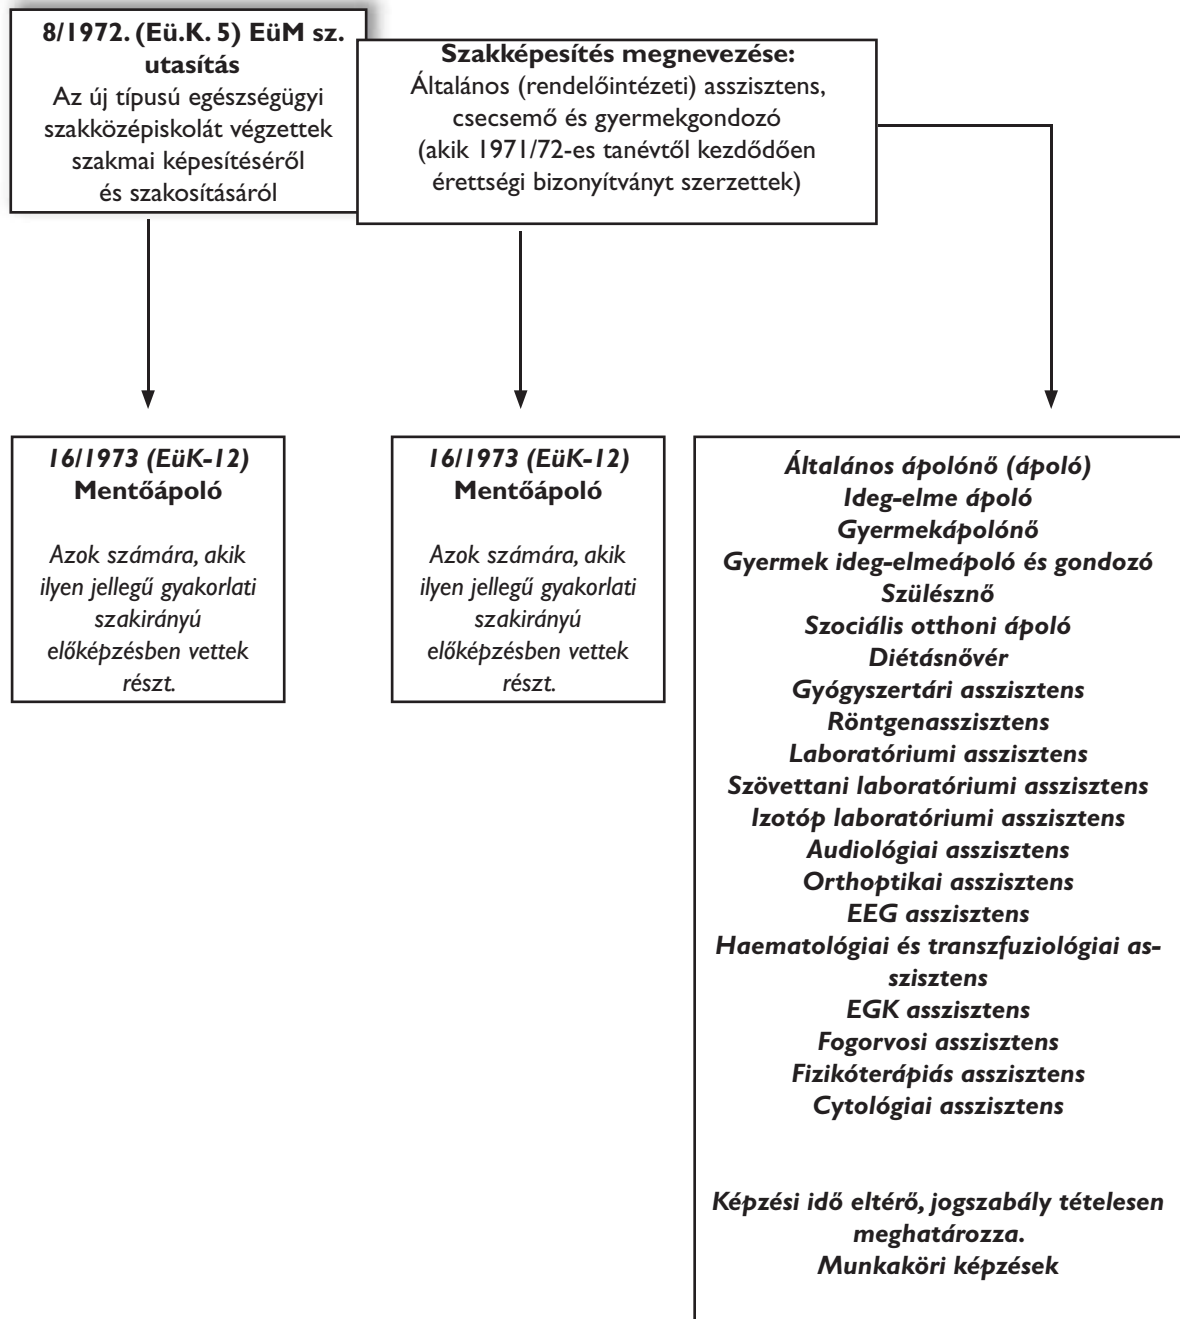 8/1972. (Eü.K. 5) EüM sz.
utasítás
Az új típusú egészségügyi
szakközépiskolát végzettek
szakmai képesítéséről
és szakosításáról
Szakképesítés megnevezése:
Általános (rendelőintézeti) asszisztens,
csecsemő és gyermekgondozó
(akik 1971/72-es tanévtől kezdődően
érettségi bizonyítványt szerzettek)
16/1973 (EüK-12)
Mentőápoló
Azok számára, akik
ilyen jellegű gyakorlati
szakirányú
előképzésben vettek
részt.
16/1973 (EüK-12)
Mentőápoló
Azok számára, akik
ilyen jellegű gyakorlati
szakirányú
előképzésben vettek
részt.
Általános ápolónő (ápoló)
Ideg-elme ápoló
Gyermekápolónő
Gyermek ideg-elmeápoló és gondozó
Szülésznő
Szociális otthoni ápoló
Diétásnővér
Gyógyszertári asszisztens
Röntgenasszisztens
Laboratóriumi asszisztens
Szövettani laboratóriumi asszisztens
Izotóp laboratóriumi asszisztens
Audiológiai asszisztens
Orthoptikai asszisztens
EEG asszisztens
Haematológiai és transzfuziológiai as-
szisztens
EGK asszisztens
Fogorvosi asszisztens
Fizikóterápiás asszisztens
Cytológiai asszisztens
Képzési idő eltérő, jogszabály tételesen
meghatározza.
Munkaköri képzések